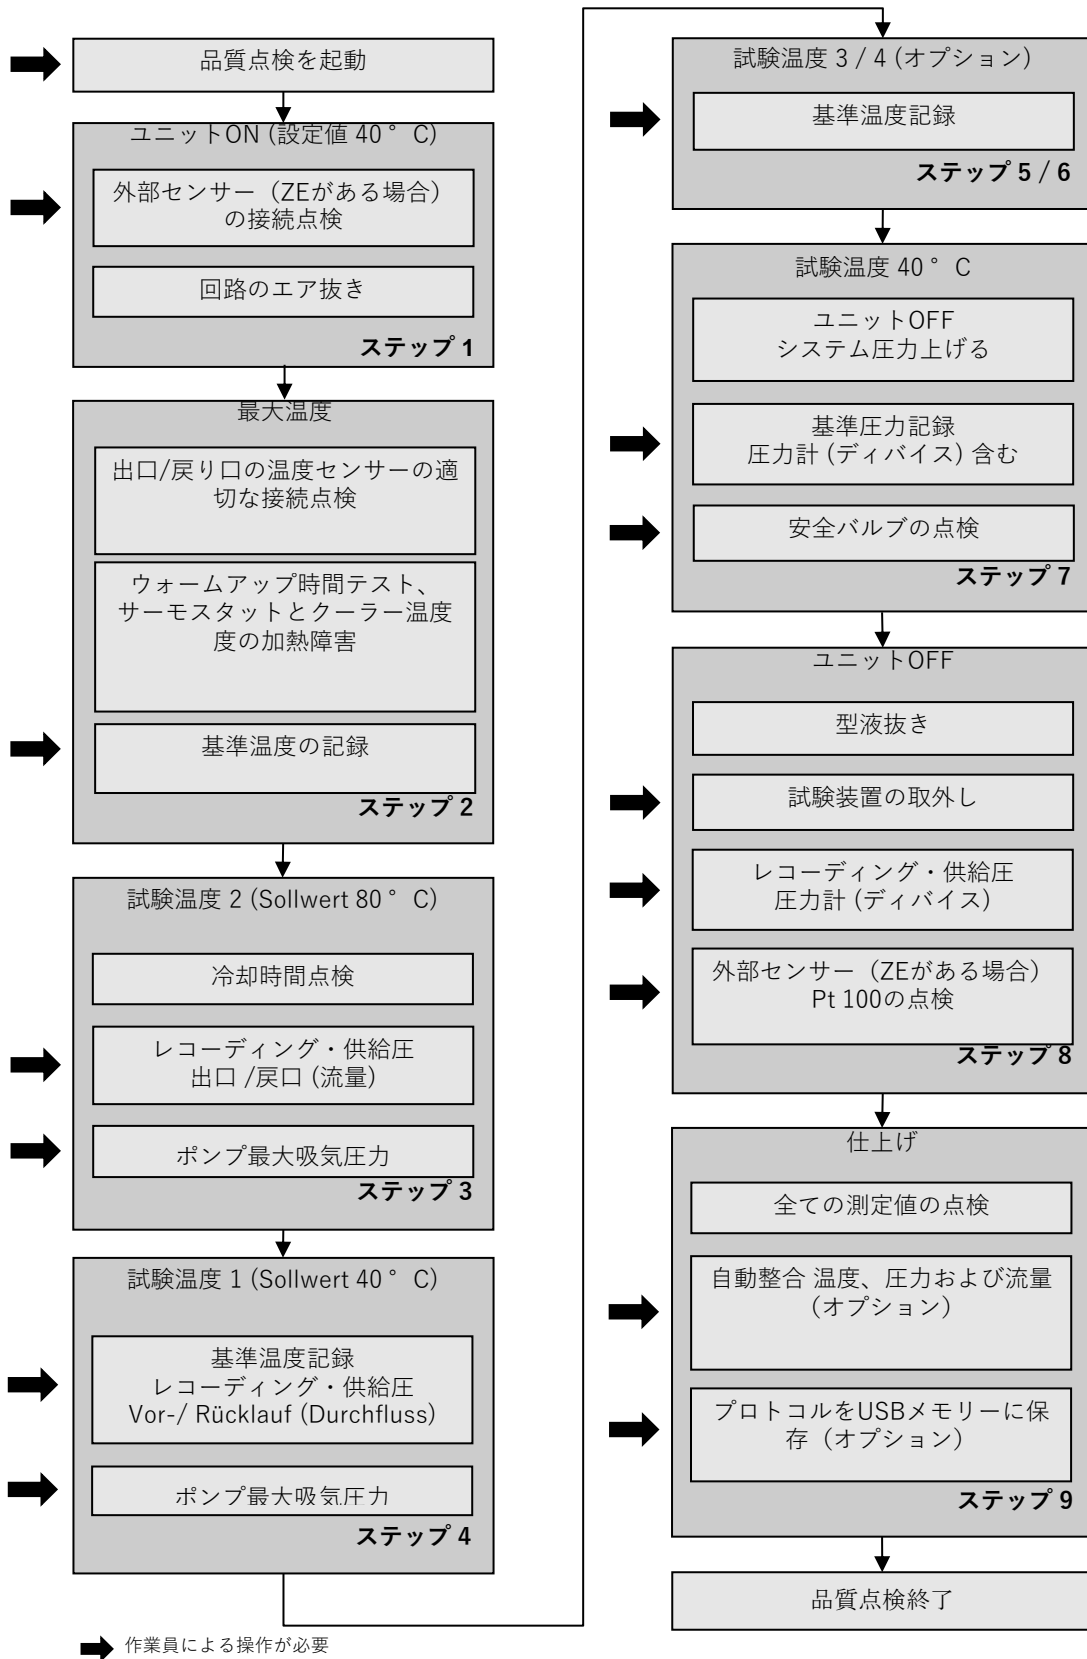 品質点検を起動
ユニットON (設定値 40°C)
外部センサー（ZEがある場合）
の接続点検
回路のエア抜き
ステップ 1
最大温度
出口/戻り口の温度センサーの適
切な接続点検
ウォームアップ時間テスト、
サーモスタットとクーラー温度
度の加熱障害
基準温度の記録
ステップ 2
試験温度 2 (Sollwert 80°C)
冷却時間点検
レコーディング・供給圧
出口 /戻口 (流量)
ポンプ最大吸気圧力
ステップ 3
試験温度 1 (Sollwert 40°C)
基準温度記録
レコーディング・供給圧
Vor-/ Rücklauf (Durchfluss)
ポンプ最大吸気圧力
ステップ 4
試験温度 3 / 4 (オプション)
基準温度記録
ステップ 5 / 6
試験温度 40°C
ユニットOFF
システム圧力上げる
基準圧力記録
圧力計 (ディバイス) 含む
安全バルブの点検
ステップ 7
ユニットOFF
型液抜き
試験装置の取外し
レコーディング・供給圧
圧力計 (ディバイス)
外部センサー（ZEがある場合）
Pt 100の点検
ステップ 8
仕上げ
全ての測定値の点検
自動整合 温度、圧力および流量
(オプション)
プロトコルをUSBメモリーに保
存（オプション）
ステップ 9
品質点検終了
作業員による操作が必要